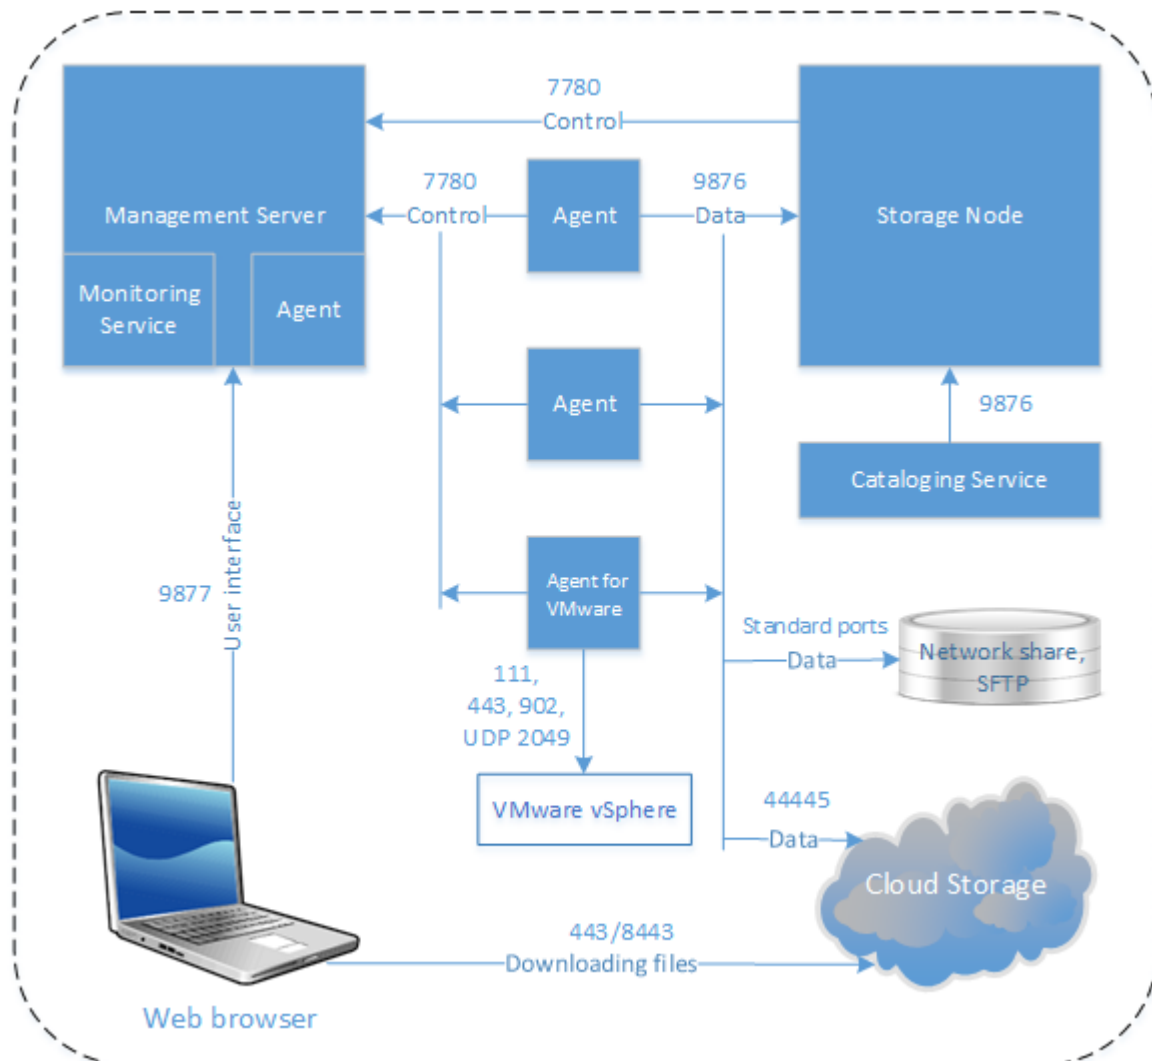 7780
Control
7780
Control
Agent
9876
Data
Management Server
Storage Node
Monitoring
Service
Agent
Agent
9876
Cataloging Service
9877
User interface
Agent for
VMware
Standard ports
Data
Network share,
SFTP
111,
443, 902,
UDP 2049
VMware vSphere
44445
Data
Cloud Storage
443/8443
Downloading files
Web browser